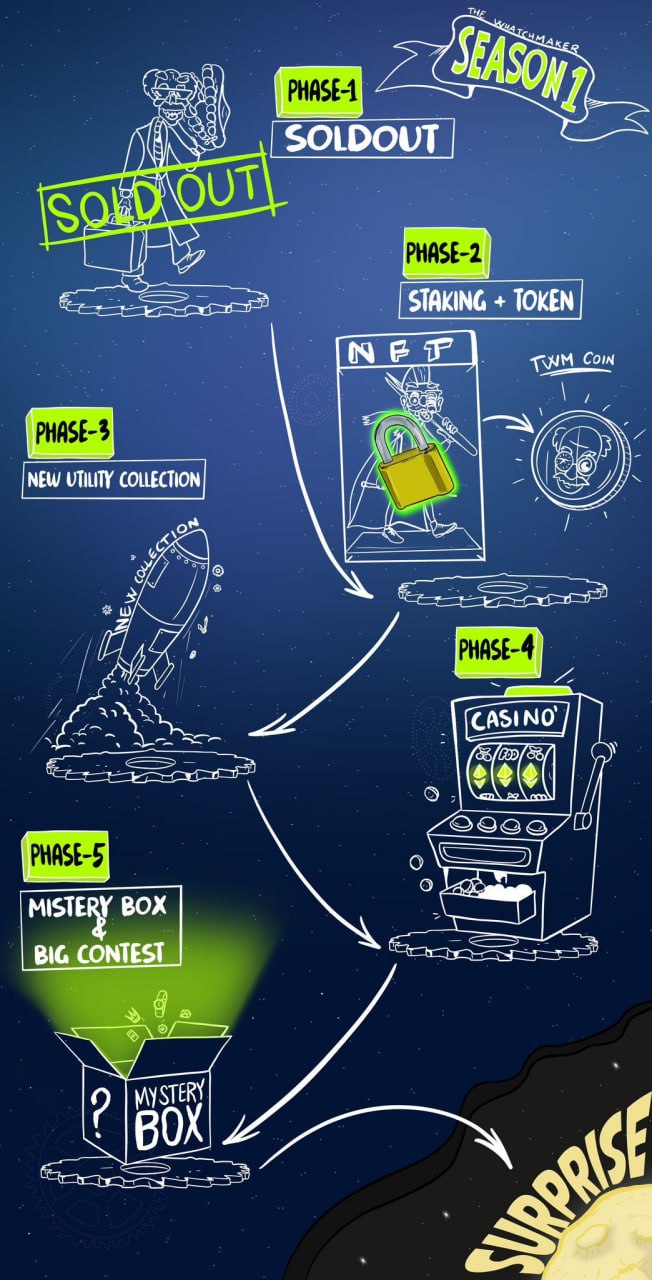 THE WHATCHMAKER
SEASON 1
PHASE-1
SOLDOUT
SOLD OUT
PHASE-2
STAKING + TOKEN
NFT
TWM COIN
PHASE-3
NEW UTILITY COLLECTION
NEW COLLECTION
PHASE-4
CASINO'
PHASE-5
MISTERY BOX
&
BIG CONTEST
?
MYSTERY
BOX
SURPRISE